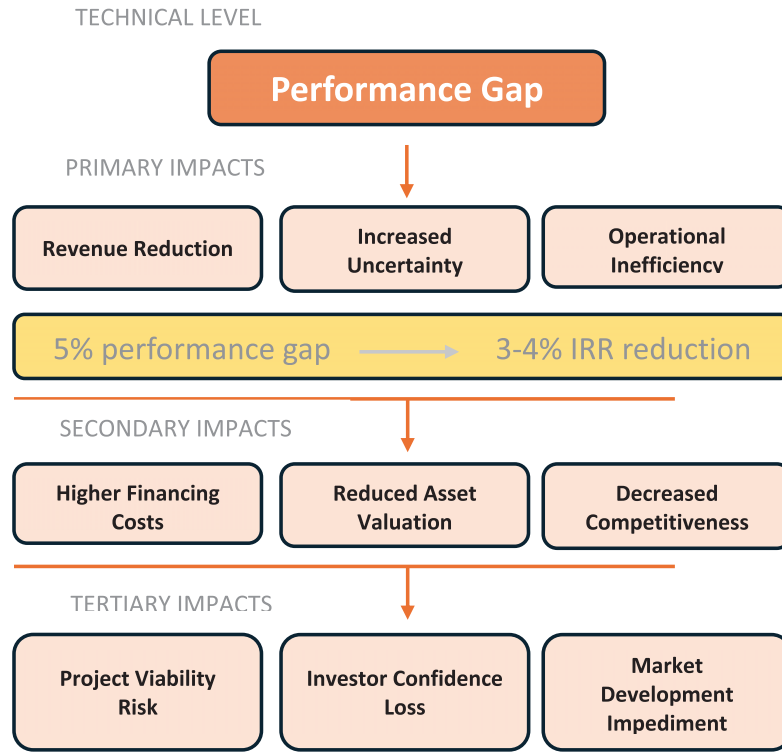 TECHNICAL LEVEL
Performance Gap
PRIMARY IMPACTS
Revenue Reduction
Increased
Uncertainty
Operational
Inefficiency
5% performance gap
3-4% IRR reduction
SECONDARY IMPACTS
Higher Financing
Costs
Reduced Asset
Valuation
Decreased
Competitiveness
TERTIARY IMPACTS
Project Viability
Risk
Investor Confidence
Loss
Market
Development
Impediment